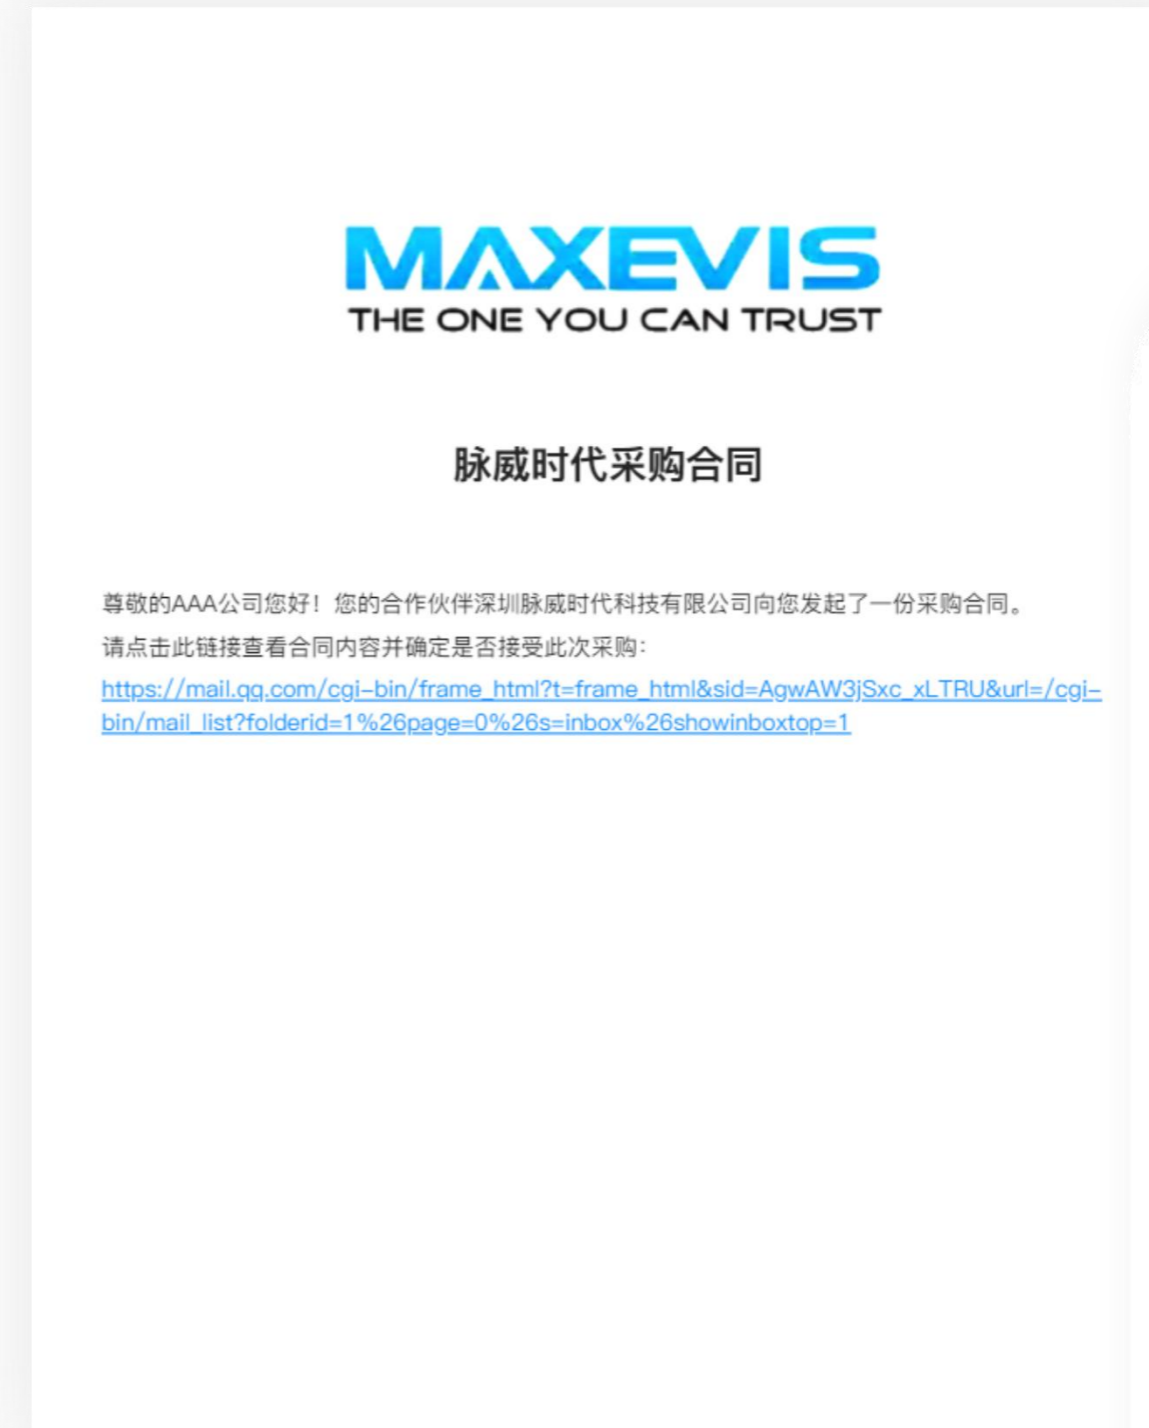 MAXEVIS
THE ONE YOU CAN TRUST
脉威时代采购合同
尊敬的AAA公司您好！您的合作伙伴深圳脉威时代科技有限公司向您发起了一份采购合同。
请点击此链接查看合同内容并确定是否接受此次采购：
https://mail.qq.com/cgi-bin/frame_html?t=frame_html&sid=AgwAW3jSxc_xLTRU&url=/cgi-
bin/mail_list?folderid=1%26page=0%26s=inbox%26showinboxtop=1